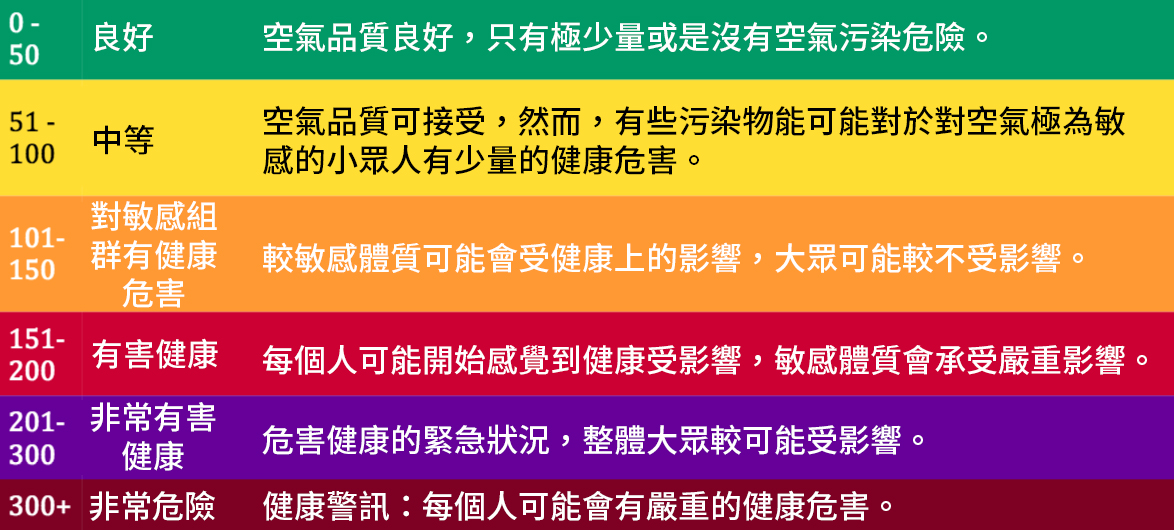 0 -
50
良好
空氣品質良好，只有極少量或是沒有空氣污染危險。
51 -
100
中等
空氣品質可接受，然而，有些污染物能可能對於對空氣極為敏
感的小眾人有少量的健康危害。
101-
150
對敏感組
群有健康
危害
較敏感體質可能會受健康上的影響，大眾可能較不受影響。
151-
200
有害健康
每個人可能開始感覺到健康受影響，敏感體質會承受嚴重影響。
201-
300
非常有害
健康
危害健康的緊急狀況，整體大眾較可能受影響。
300+
非常危險
健康警訊：每個人可能會有嚴重的健康危害。